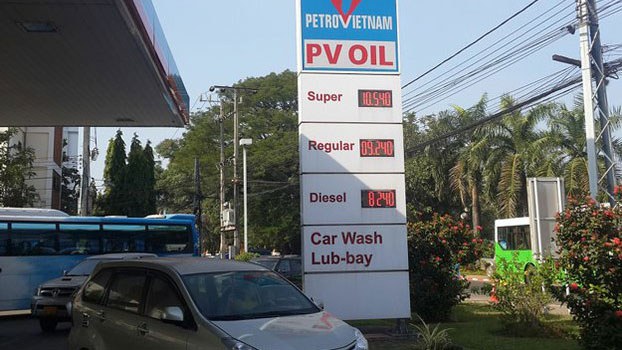 PETROVIETNAM
PV OIL
Super 10.540
Regular 09.240
Diesel 8.240
Car Wash
Lub-bay